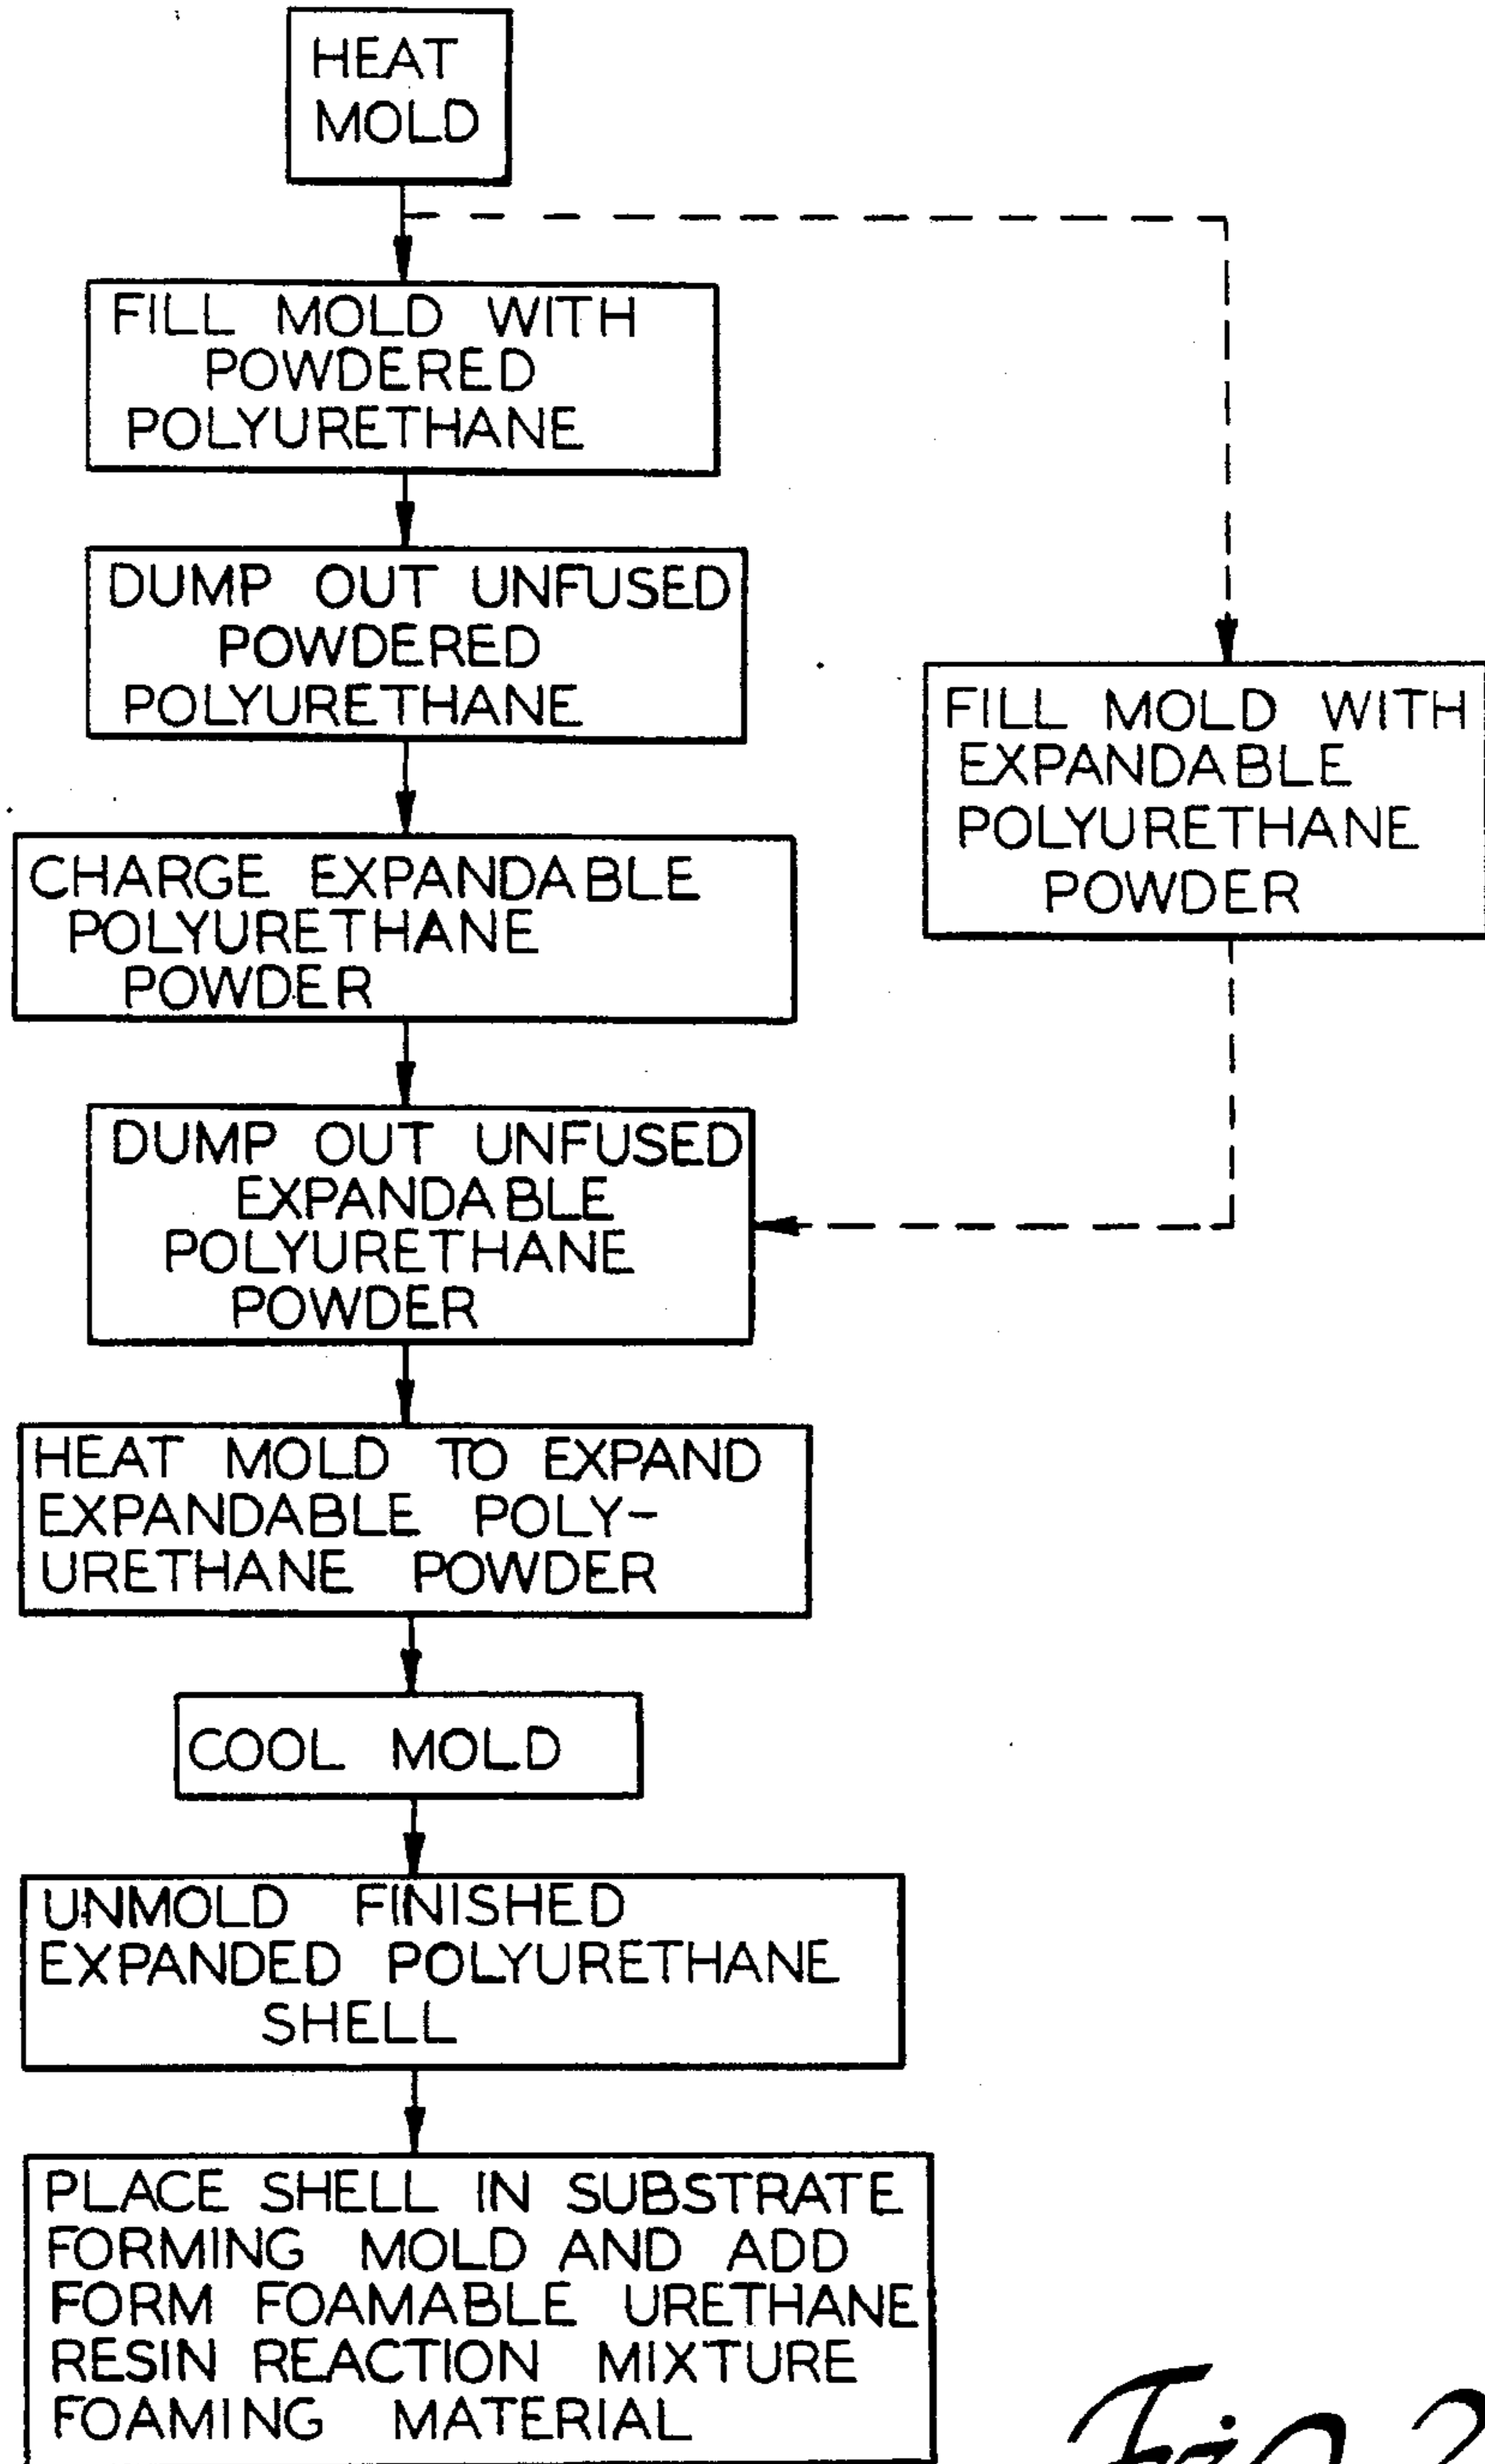 HEAT
MOLD
FILL MOLD WITH
POWDERED
POLYURETHANE
DUMP OUT UNFUSED
POWDERED
POLYURETHANE
FILL MOLD WITH
EXPANDABLE
POLYURETHANE
POWDER
CHARGE EXPANDABLE
POLYURETHANE
POWDER
DUMP OUT UNFUSED
EXPANDABLE
POLYURETHANE
POWDER
HEAT MOLD TO EXPAND
EXPANDABLE POLY-
URETHANE POWDER
COOL MOLD
UNMOLD FINISHED
EXPANDED POLYURETHANE
SHELL
PLACE SHELL IN SUBSTRATE
FORMING MOLD AND ADD
FORM FOAMABLE URETHANE
RESIN REACTION MIXTURE
FOAMING MATERIAL
Fig. 2